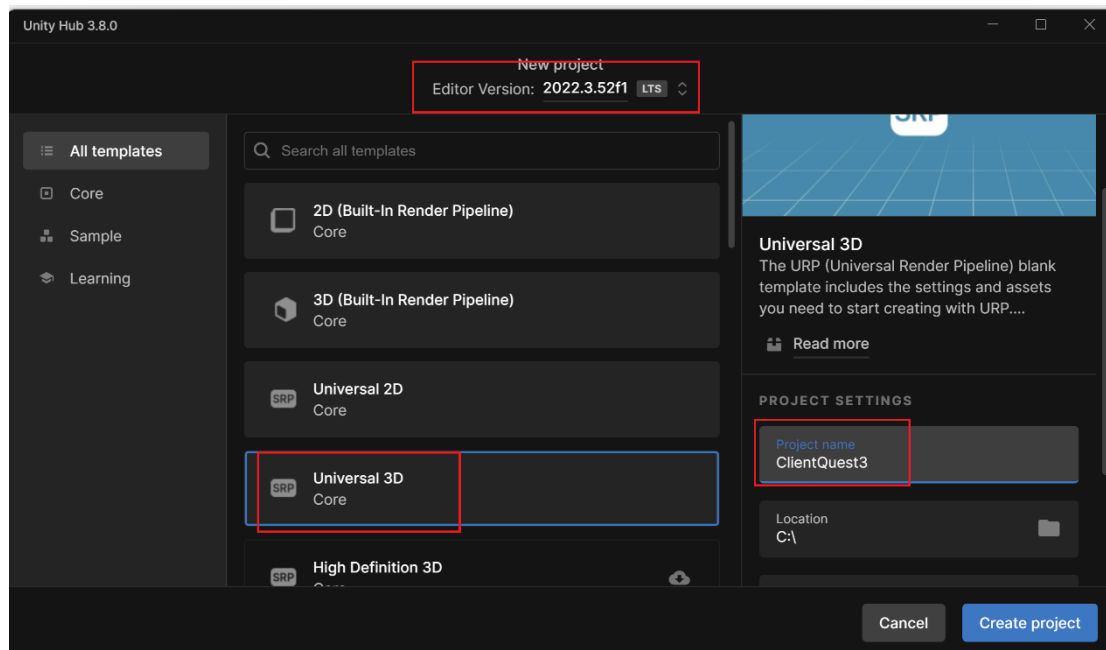 Unity Hub 3.8.0
New project
Editor Version: 2022.3.52f1 LTS
All templates
Core
Sample
Learning
Search all templates
2D (Built-In Render Pipeline)
Core
3D (Built-In Render Pipeline)
Core
SRP
Universal 2D
Core
SRP
Universal 3D
Core
SRP
High Definition 3D
Core
SRP
Universal 3D
The URP (Universal Render Pipeline) blank
template includes the settings and assets
you need to start creating with URP....
Read more
PROJECT SETTINGS
Project name
ClientQuest3
Location
C:\
Cancel
Create project